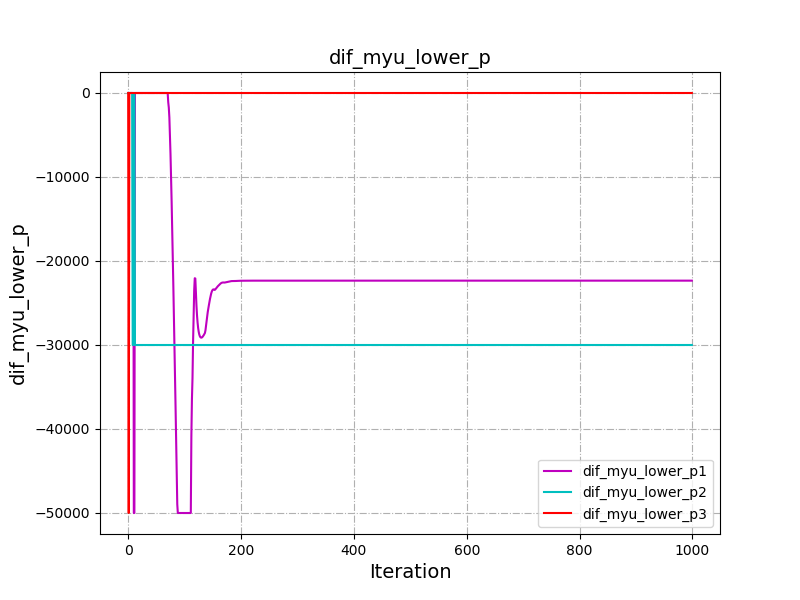 dif_myu_lower_p
0
−10000
−20000
−30000
−40000
−50000
dif_myu_lower_p
dif_myu_lower_p1
dif_myu_lower_p2
dif_myu_lower_p3
0 200 400 600 800 1000
Iteration